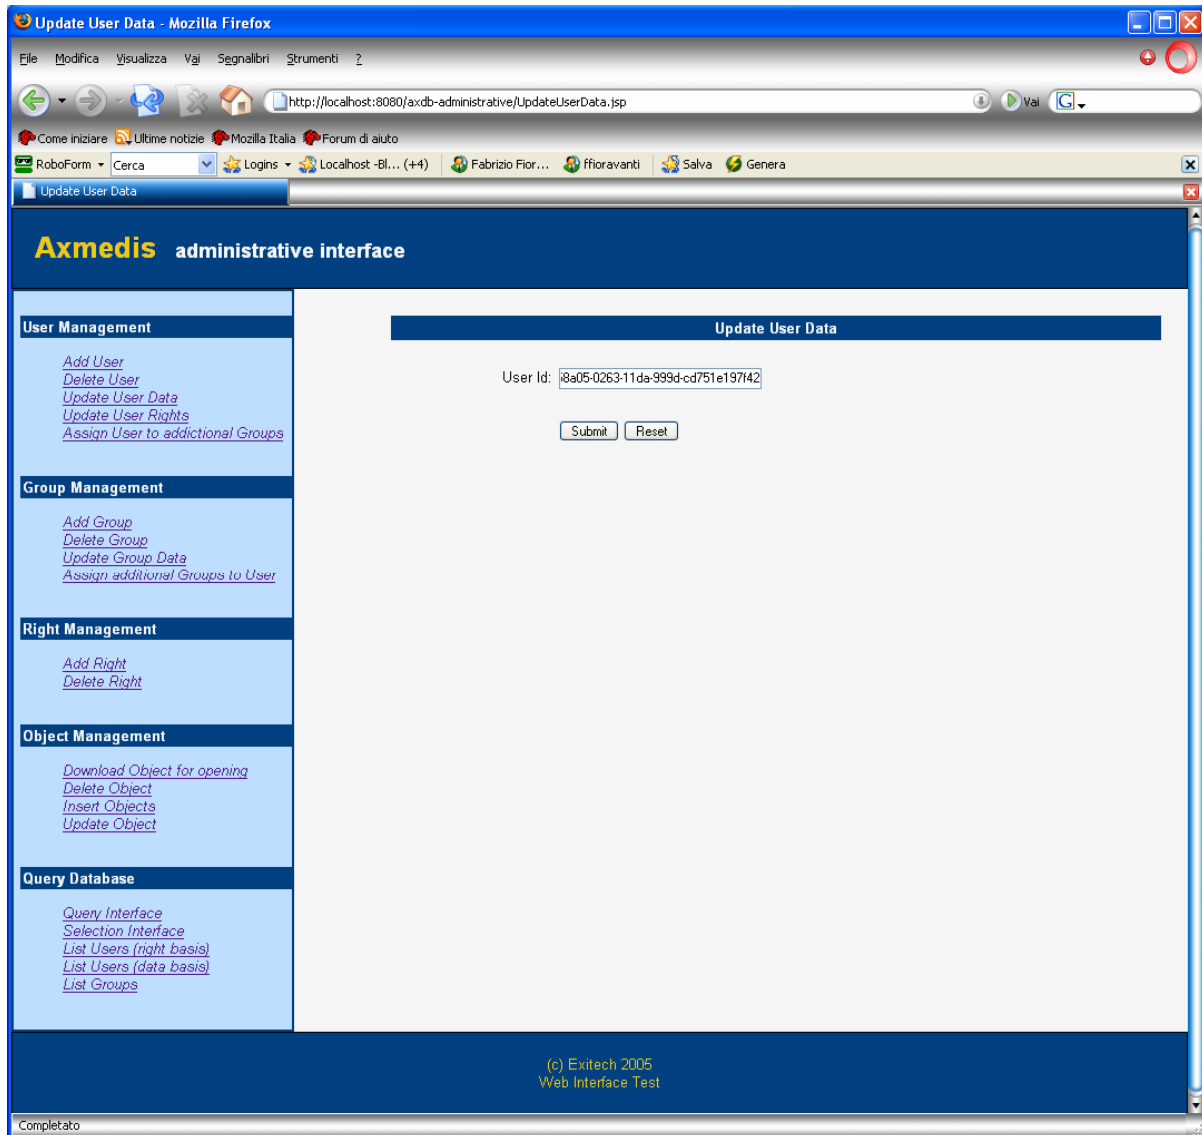 Update User Data - Mozilla Firefox
File Modifica Visualizza Vai Segnalibri Strumenti ?
http://localhost:8080/axdb-administrative/UpdateUserData.jsp Vai G
Come iniziare Ultime notizie Mozilla Italia Forum di aiuto
RoboForm Cerca Logins Localhost -Bl... (+4) Fabrizio Fior... ffioravanti Salva Genera
Update User Data
Axmedis administrative interface
User Management
Add User
Delete User
Update User Data
Update User Rights
Assign User to addictional Groups
Group Management
Add Group
Delete Group
Update Group Data
Assign additional Groups to User
Right Management
Add Right
Delete Right
Object Management
Download Object for opening
Delete Object
Insert Objects
Update Object
Query Database
Query Interface
Selection Interface
List Users (right basis)
List Users (data basis)
List Groups
Update User Data
User Id: 8a05-0263-11da-999d-cd751e197f42
Submit Reset
(c) Exitech 2005
Web Interface Test
Completato